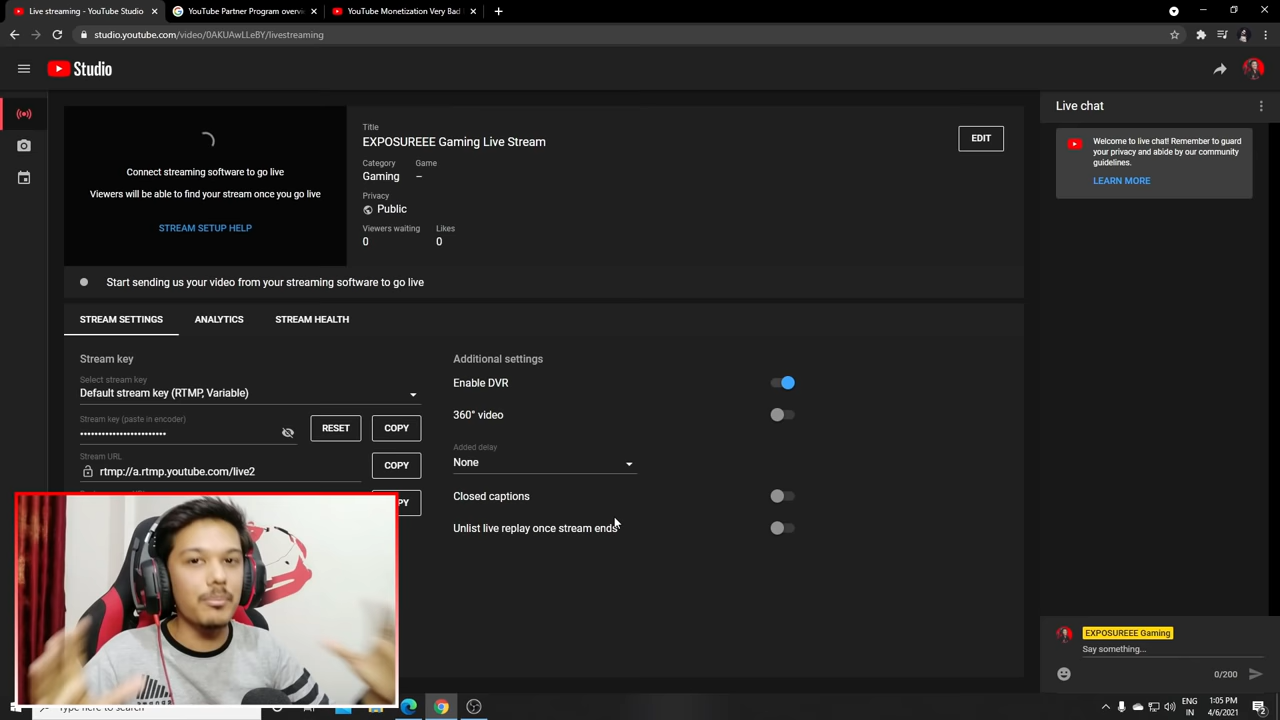 Live streaming - YouTube Studio
YouTube Partner Program overvi
YouTube Monetization Very Bad
studio.youtube.com/video/0AKUAwLLeBY/livestreaming
Studio
Connect streaming software to go live
Viewers will be able to find your stream once you go live
STREAM SETUP HELP
Title
EXPOSUREEE Gaming Live Stream
EDIT
Category
Game
Gaming
–
Privacy
Public
Viewers waiting
Likes
0
0
Start sending us your video from your streaming software to go live
STREAM SETTINGS
ANALYTICS
STREAM HEALTH
Stream key
Select stream key
Default stream key (RTMP, Variable)
Stream key (paste in encoder)
••••••••••••••••••••••••
RESET
COPY
Stream URL
rtmp://a.rtmp.youtube.com/live2
COPY
PY
Additional settings
Enable DVR
360° video
Added delay
None
Closed captions
Unlist live replay once stream ends
Live chat
Welcome to live chat! Remember to guard
your privacy and abide by our community
guidelines.
LEARN MORE
EXPOSUREEE Gaming
Say something...
0/200
Type here to search
ENG
IN
1:05 PM
4/6/2021
2